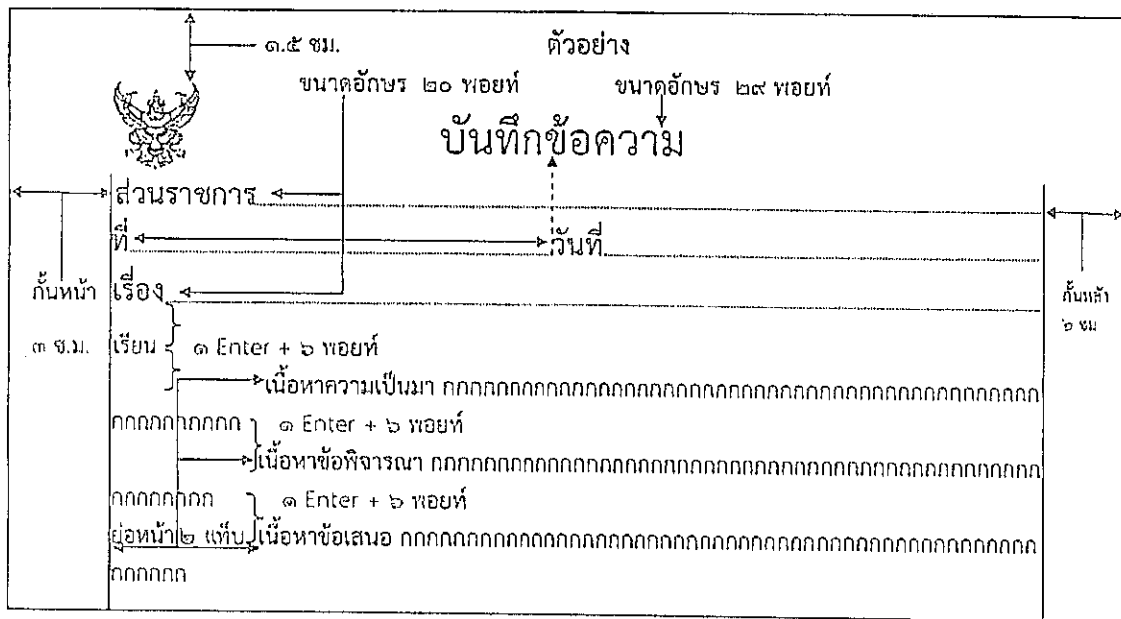 ๑.๕ ซม. ตัวอย่าง
ขนาดอักษร ๒๐ พอยท์ ขนาดอักษร ๒๙ พอยท์
บันทึกข้อความ
ส่วนราชการ
ที่ วันที่
กั้นหน้า เรื่อง กั้นหลัง
๓ ซ.ม. เรียน ๑ Enter + ๖ พอยท์ ๒ ซม
เนื้อหาความเป็นมา กกกกกกกกกกกกกกกกกกกกกกกกกกกกกกกกกกกกกกกกกกกกก
กกกกกกกกกก ๑ Enter + ๖ พอยท์
เนื้อหาข้อพิจารณา กกกกกกกกกกกกกกกกกกกกกกกกกกกกกกกกกกกกกกกกกกกกกก
กกกกกกกก ๑ Enter + ๖ พอยท์
ย่อหน้า ๒ แท็บ เนื้อหาข้อเสนอ กกกกกกกกกกกกกกกกกกกกกกกกกกกกกกกกกกกกกกกกกกกกกกกก
กกกกกก